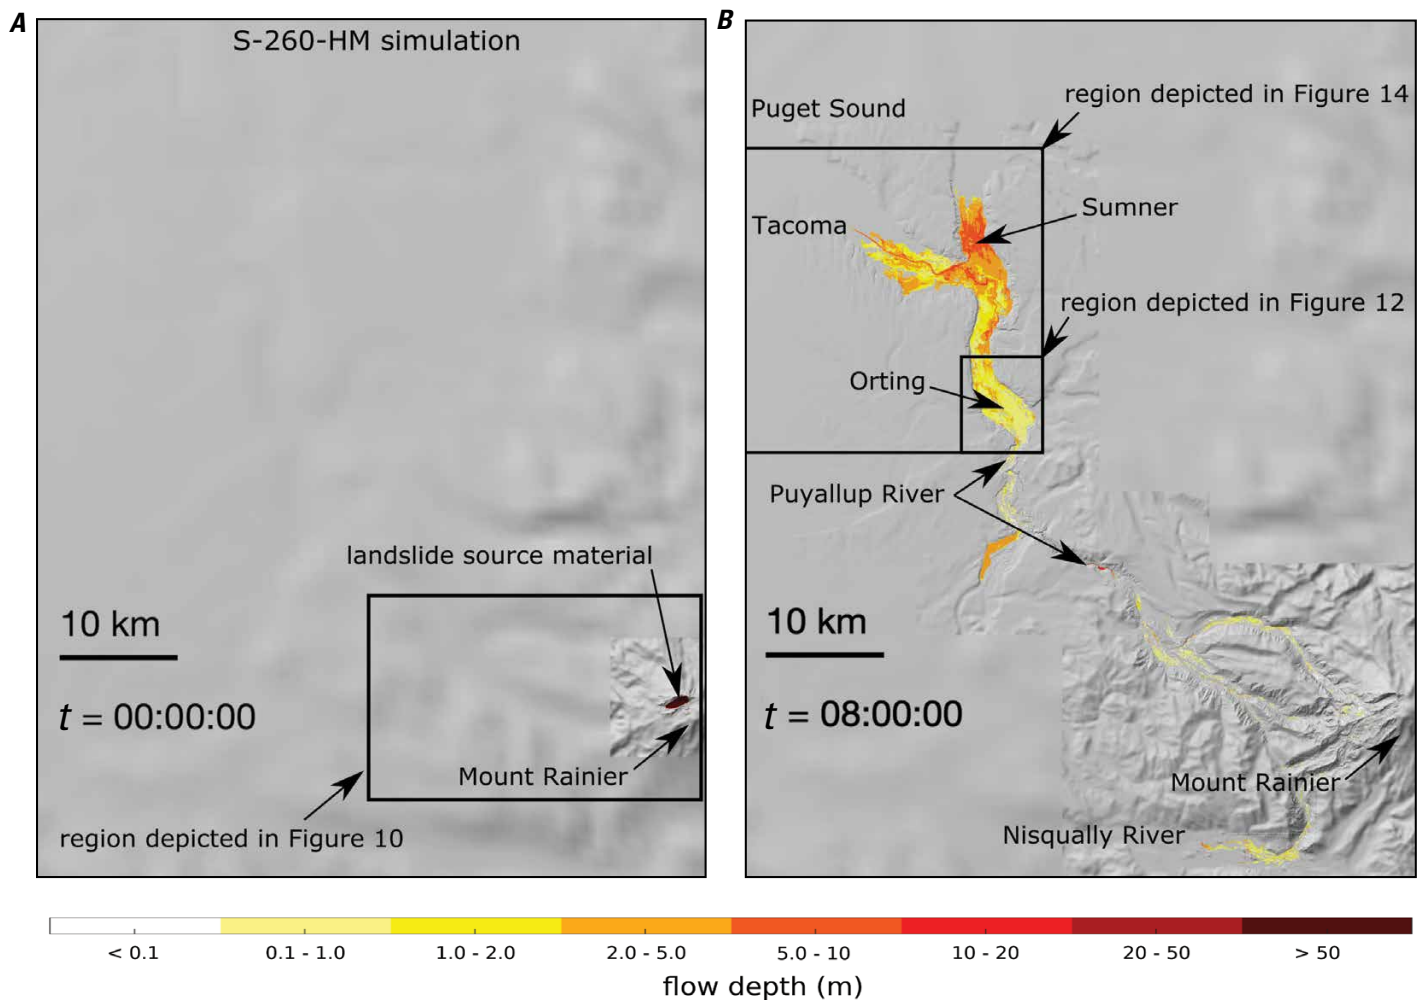 A
S-260-HM simulation
landslide source material
10 km
t = 00:00:00
Mount Rainier
region depicted in Figure 10
B
region depicted in Figure 14
Puget Sound
Sumner
Tacoma
region depicted in Figure 12
Orting
Puyallup River
10 km
t = 08:00:00
Mount Rainier
Nisqually River
< 0.1
0.1 - 1.0
1.0 - 2.0
2.0 - 5.0
5.0 - 10
10 - 20
20 - 50
> 50
flow depth (m)